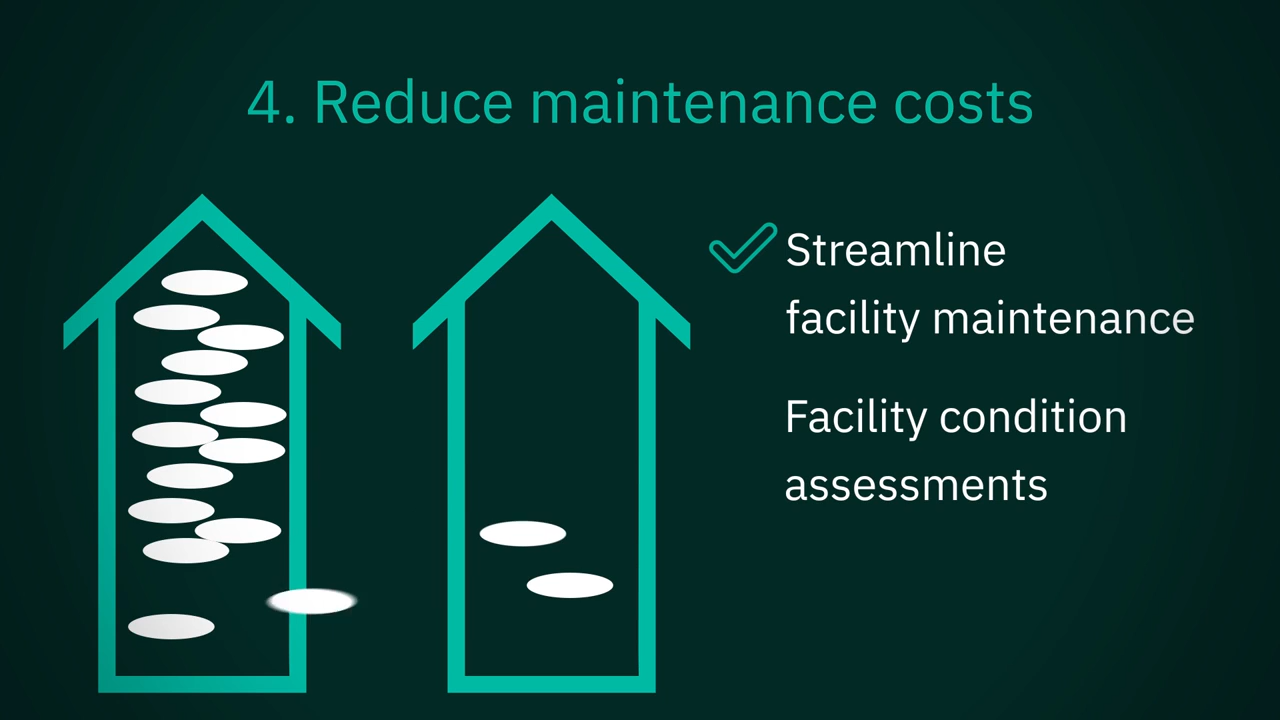 4. Reduce maintenance costs
Streamline
facility maintenance
Facility condition
assessments